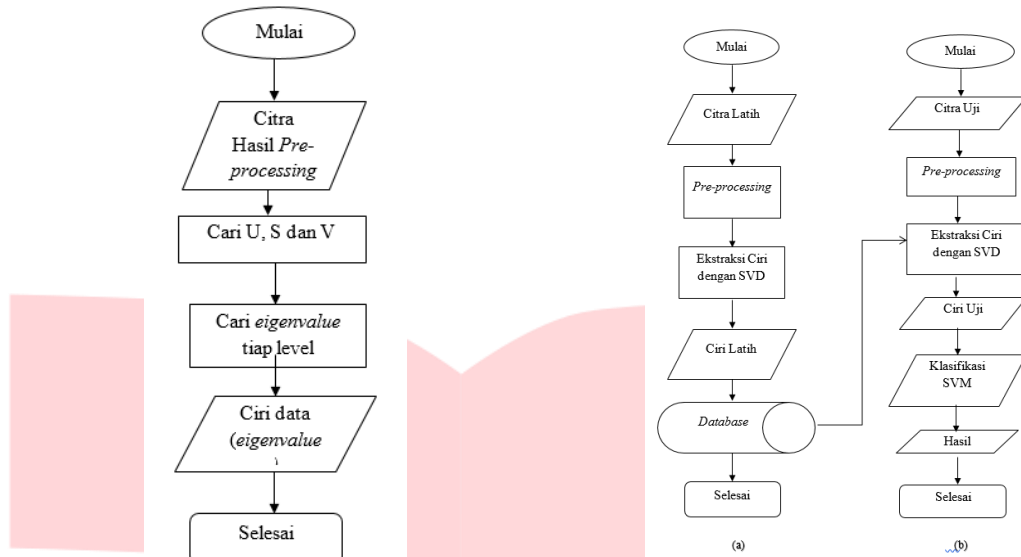 Mulai
Citra
Hasil Pre-
processing
Cari U, S dan V
Cari eigenvalue
tiap level
Ciri data
(eigenvalue
)
Selesai
Mulai
Citra Latih
Pre-processing
Ekstraksi Ciri
dengan SVD
Ciri Latih
Database
Selesai
(a)
Mulai
Citra Uji
Pre-processing
Ekstraksi Ciri
dengan SVD
Ciri Uji
Klasifikasi
SVM
Hasil
Selesai
(b)